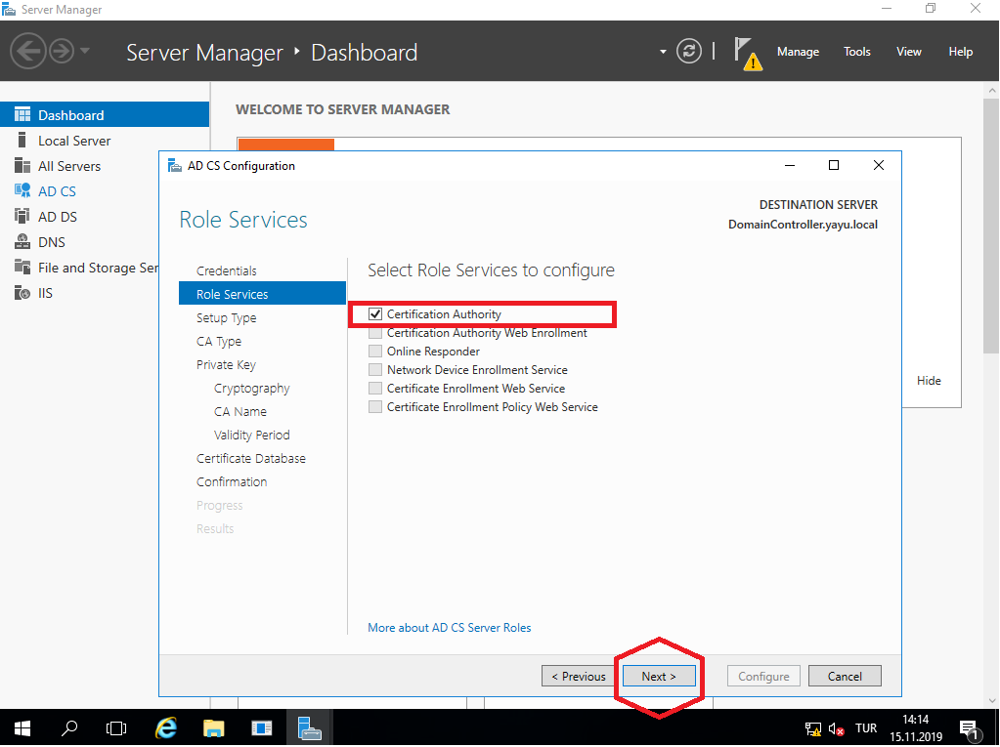 Server Manager
Server Manager ‣ Dashboard
Manage Tools View Help
Dashboard
Local Server
All Servers
AD CS
AD DS
DNS
File and Storage Ser
IIS
WELCOME TO SERVER MANAGER
Hide
AD CS Configuration
Role Services
DESTINATION SERVER
DomainController.yayu.local
Credentials
Role Services
Setup Type
CA Type
Private Key
Cryptography
CA Name
Validity Period
Certificate Database
Confirmation
Progress
Results
Select Role Services to configure
Certification Authority
Certification Authority Web Enrollment
Online Responder
Network Device Enrollment Service
Certificate Enrollment Web Service
Certificate Enrollment Policy Web Service
More about AD CS Server Roles
< Previous Next > Configure Cancel
TUR
14:14
15.11.2019
1